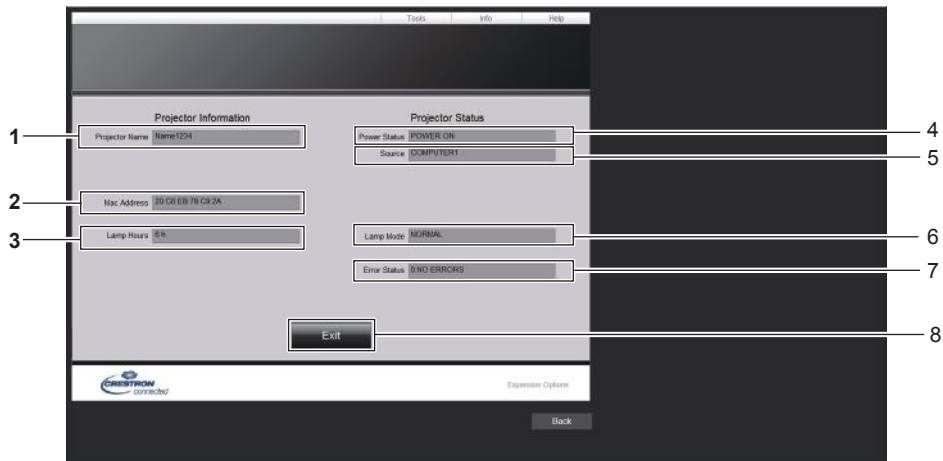 Tools Info Help
Projector Information
Projector Status
1 Projector Name Name1234
Power Status POWER ON 4
Source COMPUTER1 5
2 Mac Address 20 C6 EB 78 C9 2A
3 Lamp Hours 6 h
Lamp Mode NORMAL 6
Error Status 0:NO ERRORS 7
Exit 8
CRESTRON
connected
Expansion Options
Back